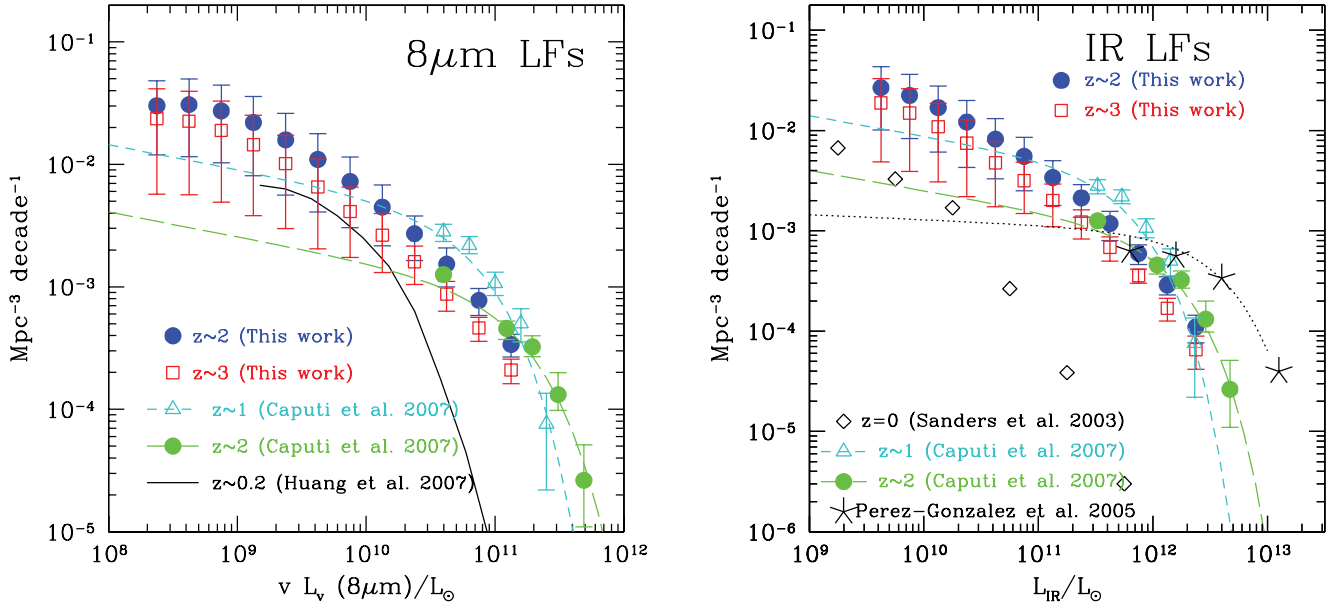 8μm LFs
10⁻¹
10⁻²
10⁻³
10⁻⁴
10⁻⁵
Mpc⁻³ decade⁻¹
z~2 (This work)
z~3 (This work)
z~1 (Caputi et al. 2007)
z~2 (Caputi et al. 2007)
z~0.2 (Huang et al. 2007)
10⁸ 10⁹ 10¹⁰ 10¹¹ 10¹²
ν L_ν (8μm)/L_⊙
IR LFs
z~2 (This work)
z~3 (This work)
10⁻¹
10⁻²
10⁻³
10⁻⁴
10⁻⁵
10⁻⁶
Mpc⁻³ decade⁻¹
z=0 (Sanders et al. 2003)
z~1 (Caputi et al. 2007)
z~2 (Caputi et al. 2007)
Perez-Gonzalez et al. 2005
10⁹ 10¹⁰ 10¹¹ 10¹² 10¹³
L_IR/L_⊙